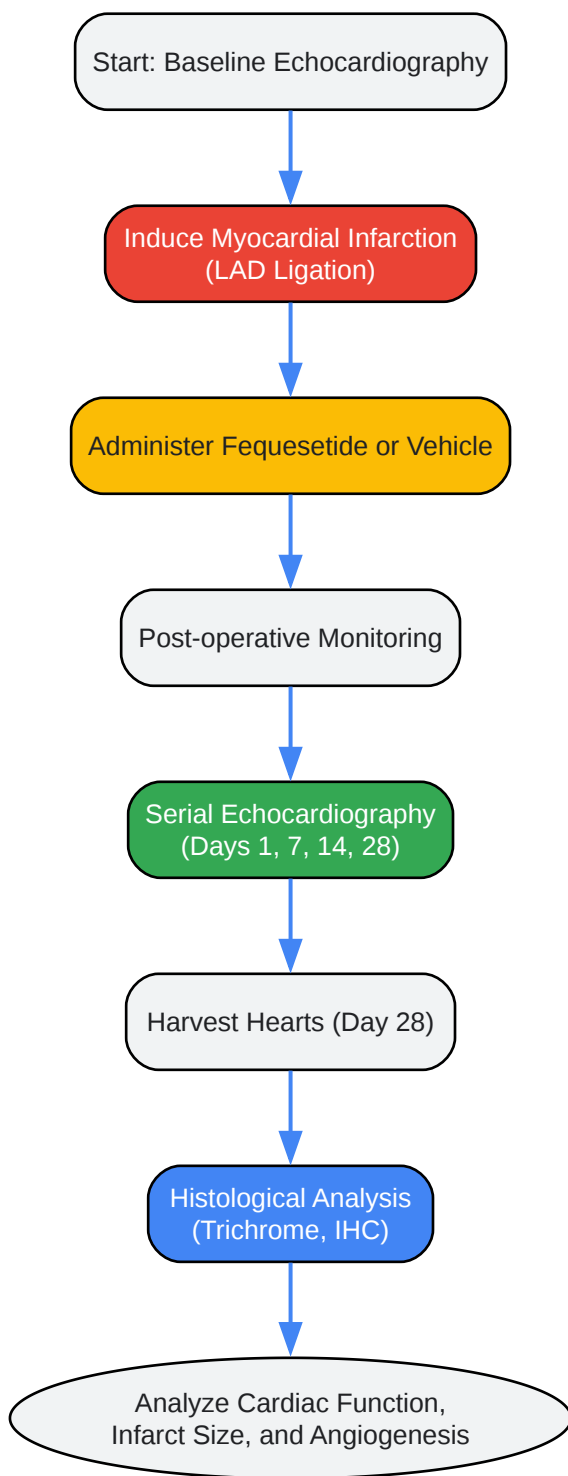 Start: Baseline Echocardiography
Induce Myocardial Infarction
(LAD Ligation)
Administer Fequesetide or Vehicle
Post-operative Monitoring
Serial Echocardiography
(Days 1, 7, 14, 28)
Harvest Hearts (Day 28)
Histological Analysis
(Trichrome, IHC)
Analyze Cardiac Function,
Infarct Size, and Angiogenesis